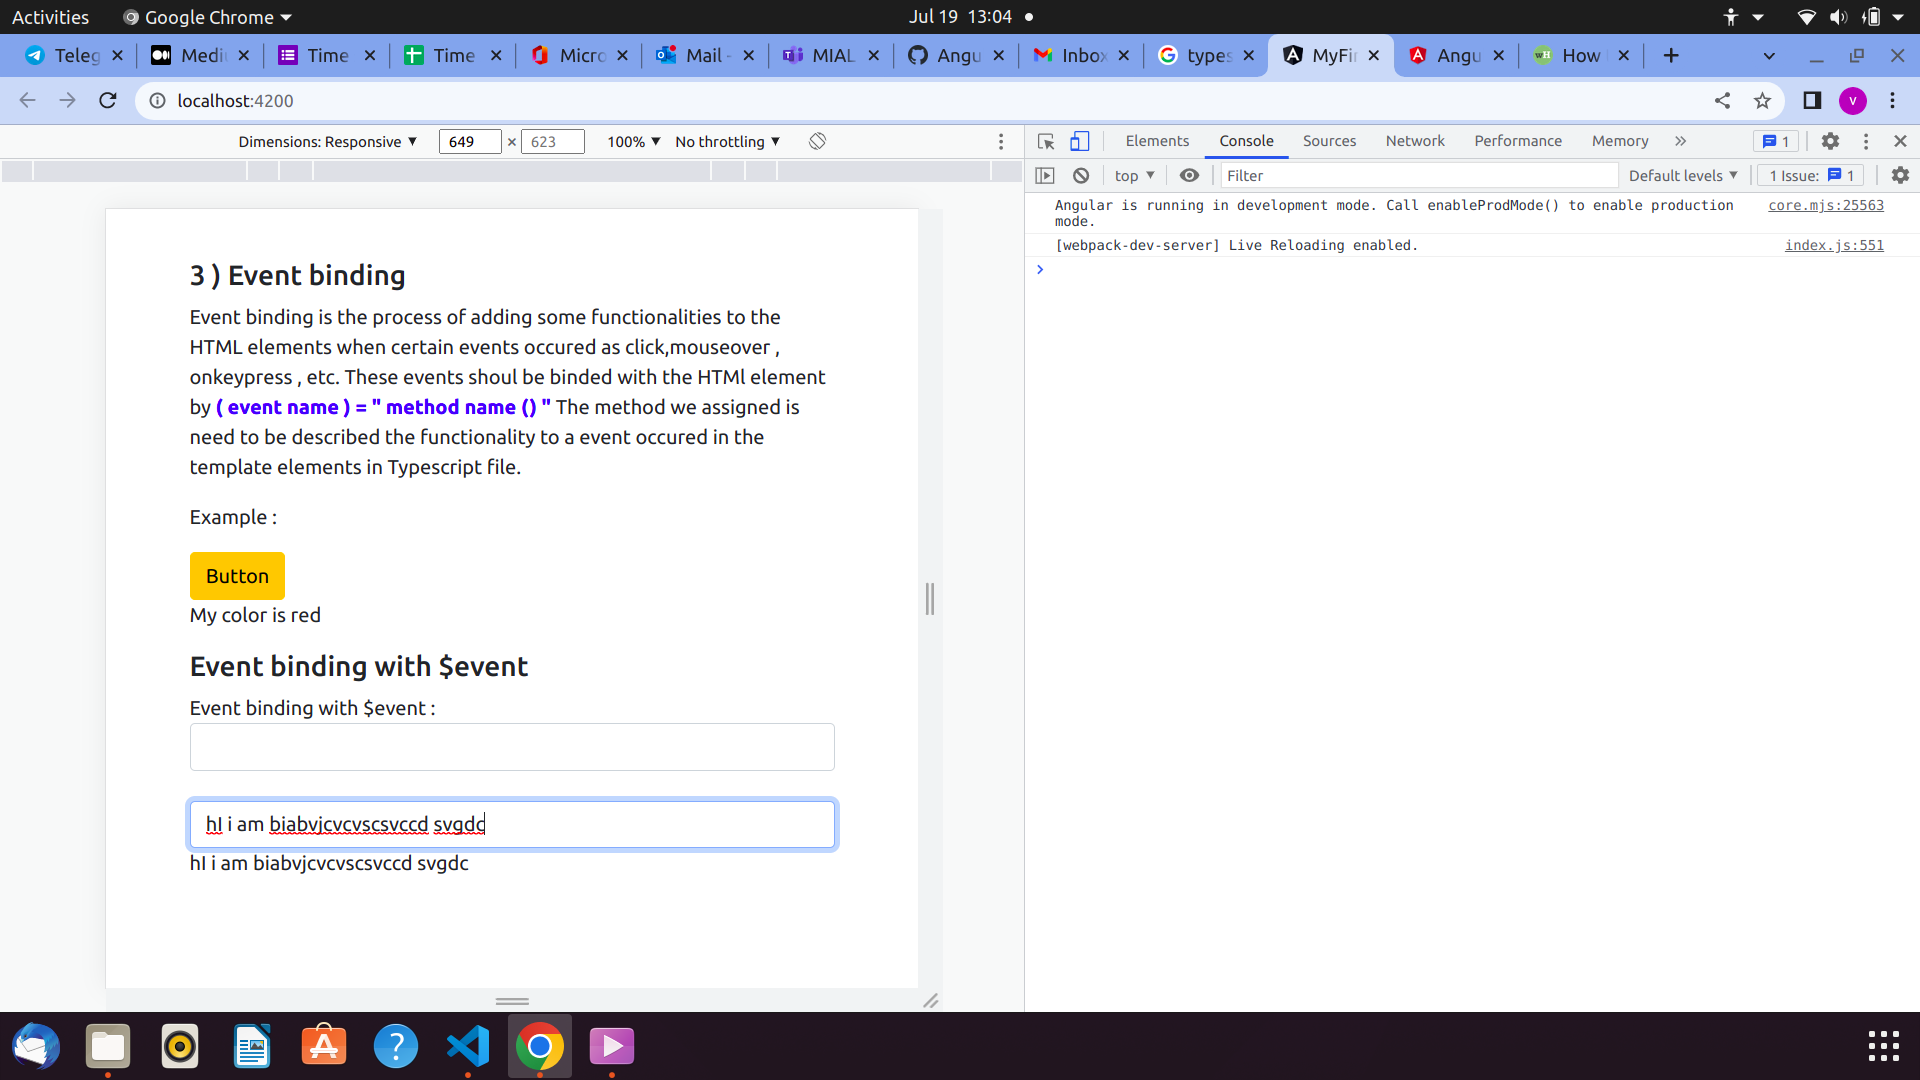 Activities
Google Chrome
Jul 19 13:04
Teleg
Medi
Time
Time
Micro
Mail -
MIAL
Angu
Inbox
types
MyFir
Angu
How
localhost:4200
V
Dimensions: Responsive
649
×
623
100%
No throttling
Elements
Console
Sources
Network
Performance
Memory
1
top
Filter
Default levels
1 Issue: 1
Angular is running in development mode. Call enableProdMode() to enable production
mode.
core.mjs:25563
[webpack-dev-server] Live Reloading enabled.
index.js:551
3 ) Event binding
Event binding is the process of adding some functionalities to the
HTML elements when certain events occured as click,mouseover ,
onkeypress , etc. These events shoul be binded with the HTMl element
by ( event name ) = " method name () " The method we assigned is
need to be described the functionality to a event occured in the
template elements in Typescript file.
Example :
Button
My color is red
Event binding with $event
Event binding with $event :
hI i am biabvjcvcvscsvccd svgdc
hI i am biabvjcvcvscsvccd svgdc